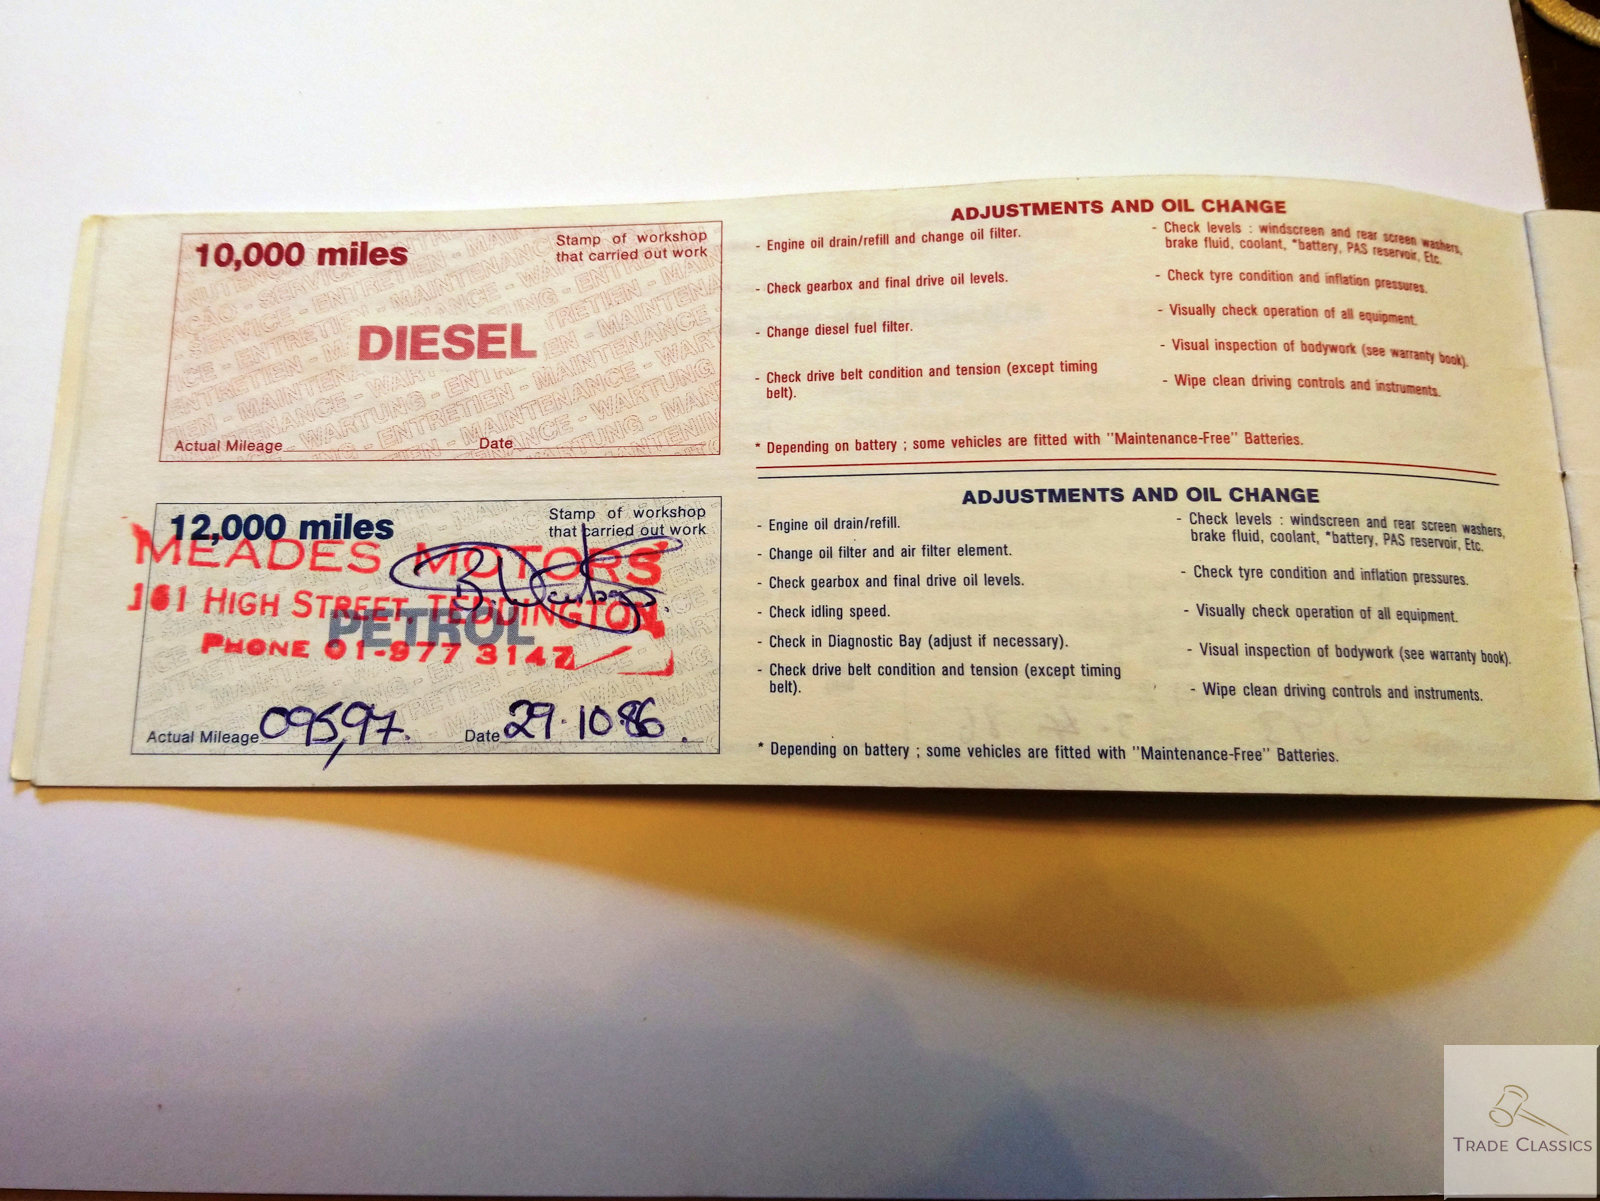 10,000 miles
Stamp of workshop
that carried out work
DIESEL
Actual Mileage
Date
ADJUSTMENTS AND OIL CHANGE
- Engine oil drain/refill and change oil filter.
- Check gearbox and final drive oil levels.
- Change diesel fuel filter.
- Check drive belt condition and tension (except timing
belt).
- Check levels : windscreen and rear screen washers,
brake fluid, coolant, *battery, PAS reservoir, Etc.
- Check tyre condition and inflation pressures.
- Visually check operation of all equipment.
- Visual inspection of bodywork (see warranty book).
- Wipe clean driving controls and instruments.
* Depending on battery ; some vehicles are fitted with "Maintenance-Free" Batteries.
12,000 miles
Stamp of workshop
that carried out work
MEADES MOTORS
161 HIGH STREET, TEDDINGTON.
PETROL
PHONE 01-977 3142
Actual Mileage 09597.
Date 29.10 86.
ADJUSTMENTS AND OIL CHANGE
- Engine oil drain/refill.
- Change oil filter and air filter element.
- Check gearbox and final drive oil levels.
- Check idling speed.
- Check in Diagnostic Bay (adjust if necessary).
- Check drive belt condition and tension (except timing
belt).
- Check levels : windscreen and rear screen washers,
brake fluid, coolant, *battery, PAS reservoir, Etc.
- Check tyre condition and inflation pressures.
- Visually check operation of all equipment.
- Visual inspection of bodywork (see warranty book).
- Wipe clean driving controls and instruments.
* Depending on battery ; some vehicles are fitted with "Maintenance-Free" Batteries.
TRADE CLASSICS